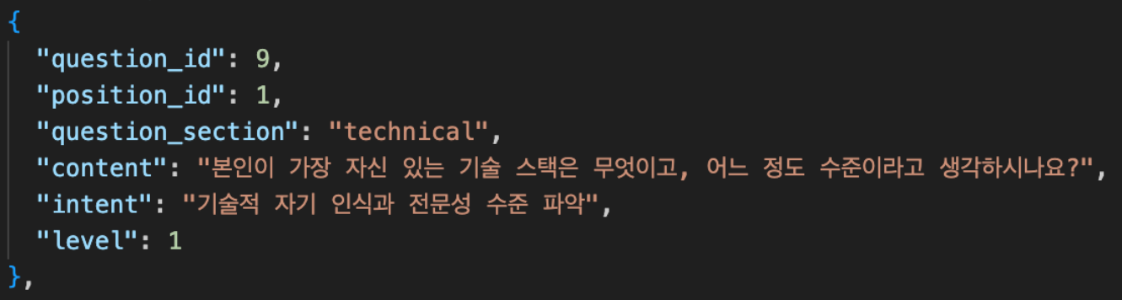 {
"question_id": 9,
"position_id": 1,
"question_section": "technical",
"content": "본인이 가장 자신 있는 기술 스택은 무엇이고, 어느 정도 수준이라고 생각하시나요?",
"intent": "기술적 자기 인식과 전문성 수준 파악",
"level": 1
},